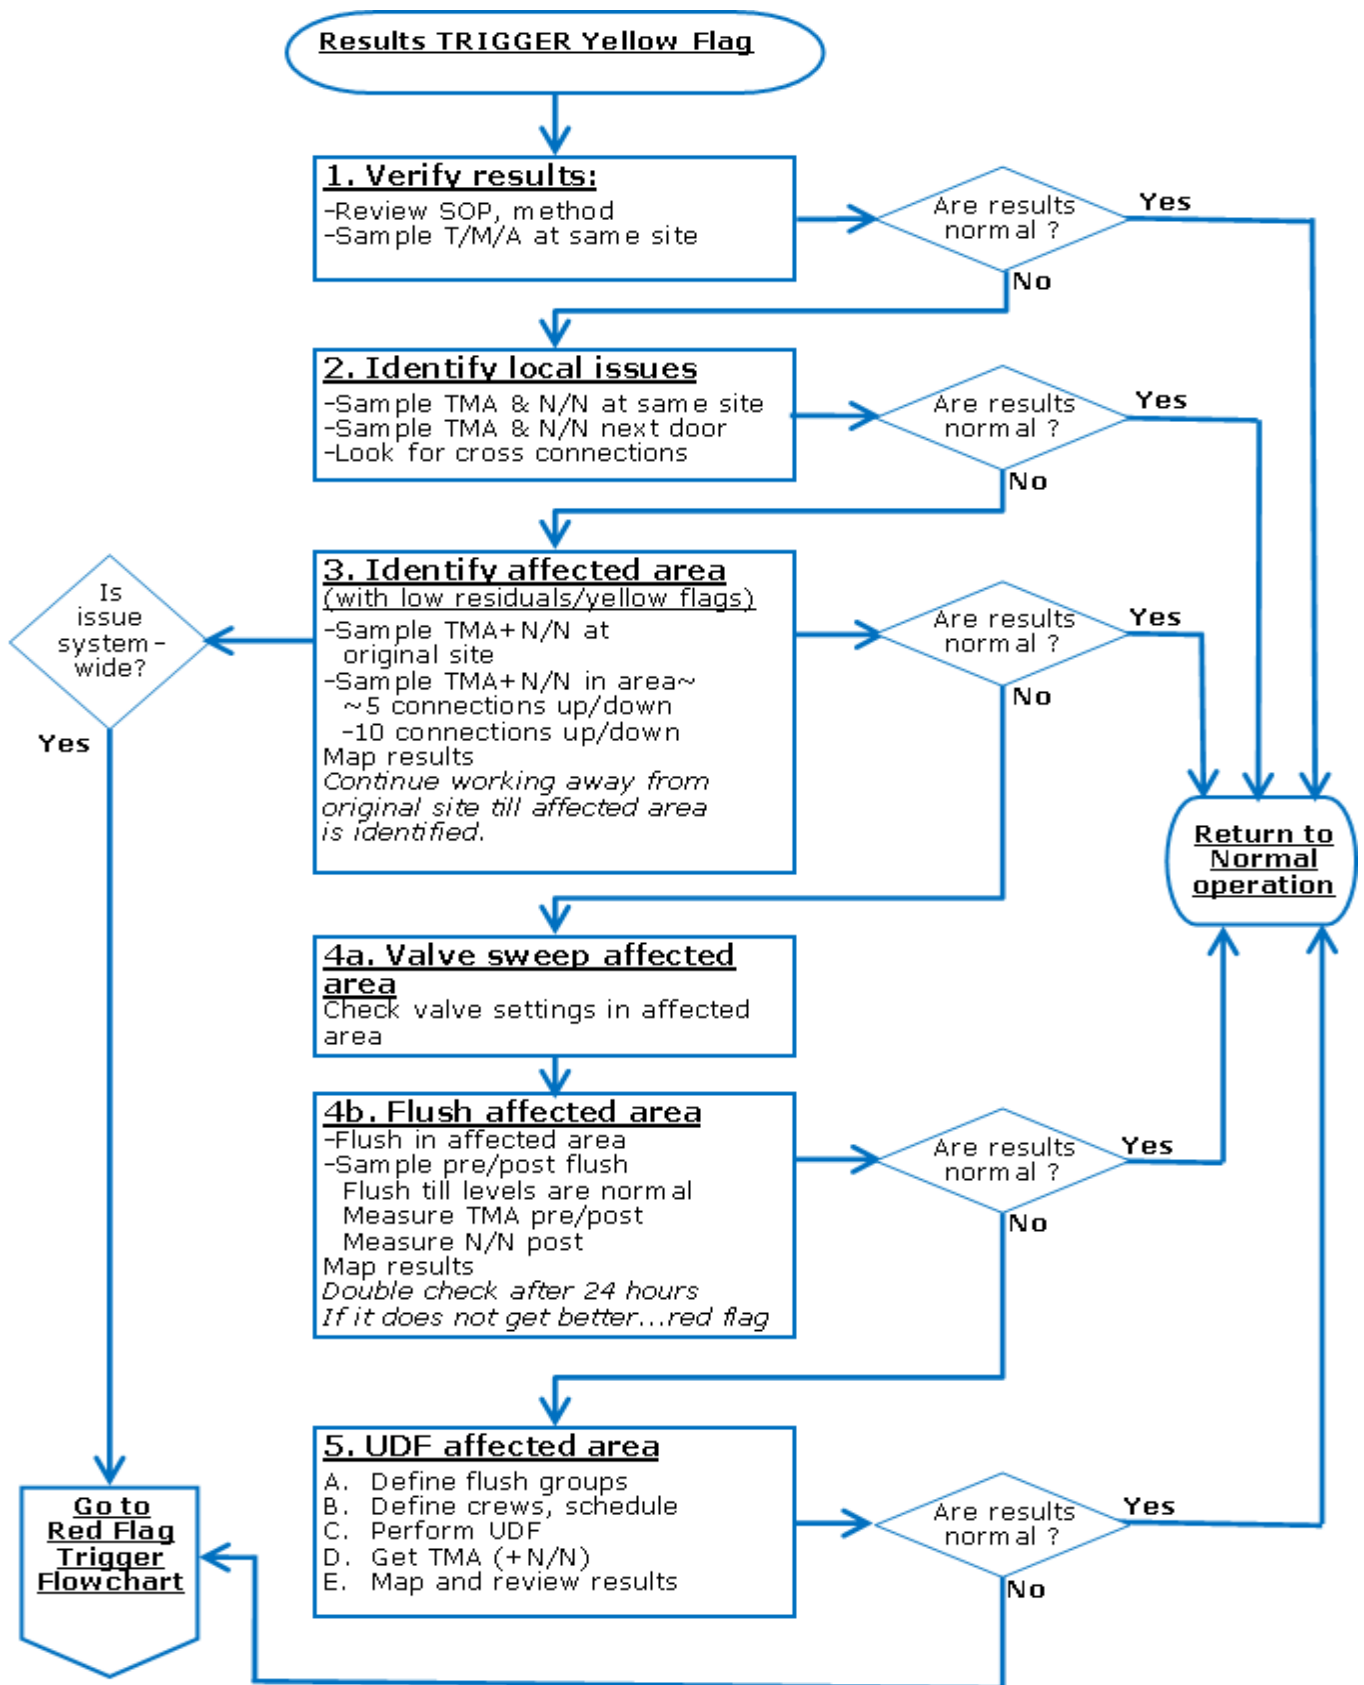 Results TRIGGER Yellow Flag
1. Verify results:
-Review SOP, method
-Sample T/M/A at same site
Are results
normal ?
Yes
No
2. Identify local issues
-Sample TMA & N/N at same site
-Sample TMA & N/N next door
-Look for cross connections
Are results
normal ?
Yes
No
Is
issue
system-
wide?
Yes
3. Identify affected area
(with low residuals/yellow flags)
-Sample TMA+N/N at
original site
-Sample TMA+N/N in area~
~5 connections up/down
-10 connections up/down
Map results
Continue working away from
original site till affected area
is identified.
Are results
normal ?
Yes
No
Return to
Normal
operation
4a. Valve sweep affected
area
Check valve settings in affected
area
4b. Flush affected area
-Flush in affected area
-Sample pre/post flush
Flush till levels are normal
Measure TMA pre/post
Measure N/N post
Map results
Double check after 24 hours
If it does not get better...red flag
Are results
normal ?
Yes
No
5. UDF affected area
A. Define flush groups
B. Define crews, schedule
C. Perform UDF
D. Get TMA (+N/N)
E. Map and review results
Are results
normal ?
Yes
No
Go to
Red Flag
Trigger
Flowchart